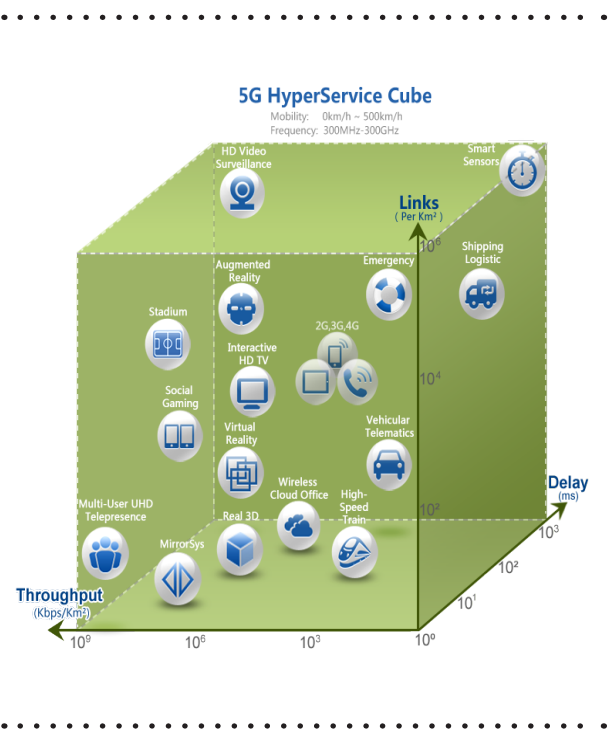 5G HyperService Cube
Mobility: 0km/h ~ 500km/h
Frequency: 300MHz-300GHz
HD Video
Surveillance
Smart
Sensors
Links
( Per Km² )
10⁶
Shipping
Logistic
Augmented
Reality
Emergency
Stadium
2G,3G,4G
Interactive
HD TV
10⁴
Social
Gaming
Virtual
Reality
Vehicular
Telematics
Delay
(ms)
Wireless
Cloud Office
High-
Speed
Train
10²
10³
Multi-User UHD
Telepresence
Real 3D
MirrorSys
10²
10¹
Throughput
(Kbps/Km²)
10⁹
10⁶
10³
10⁰